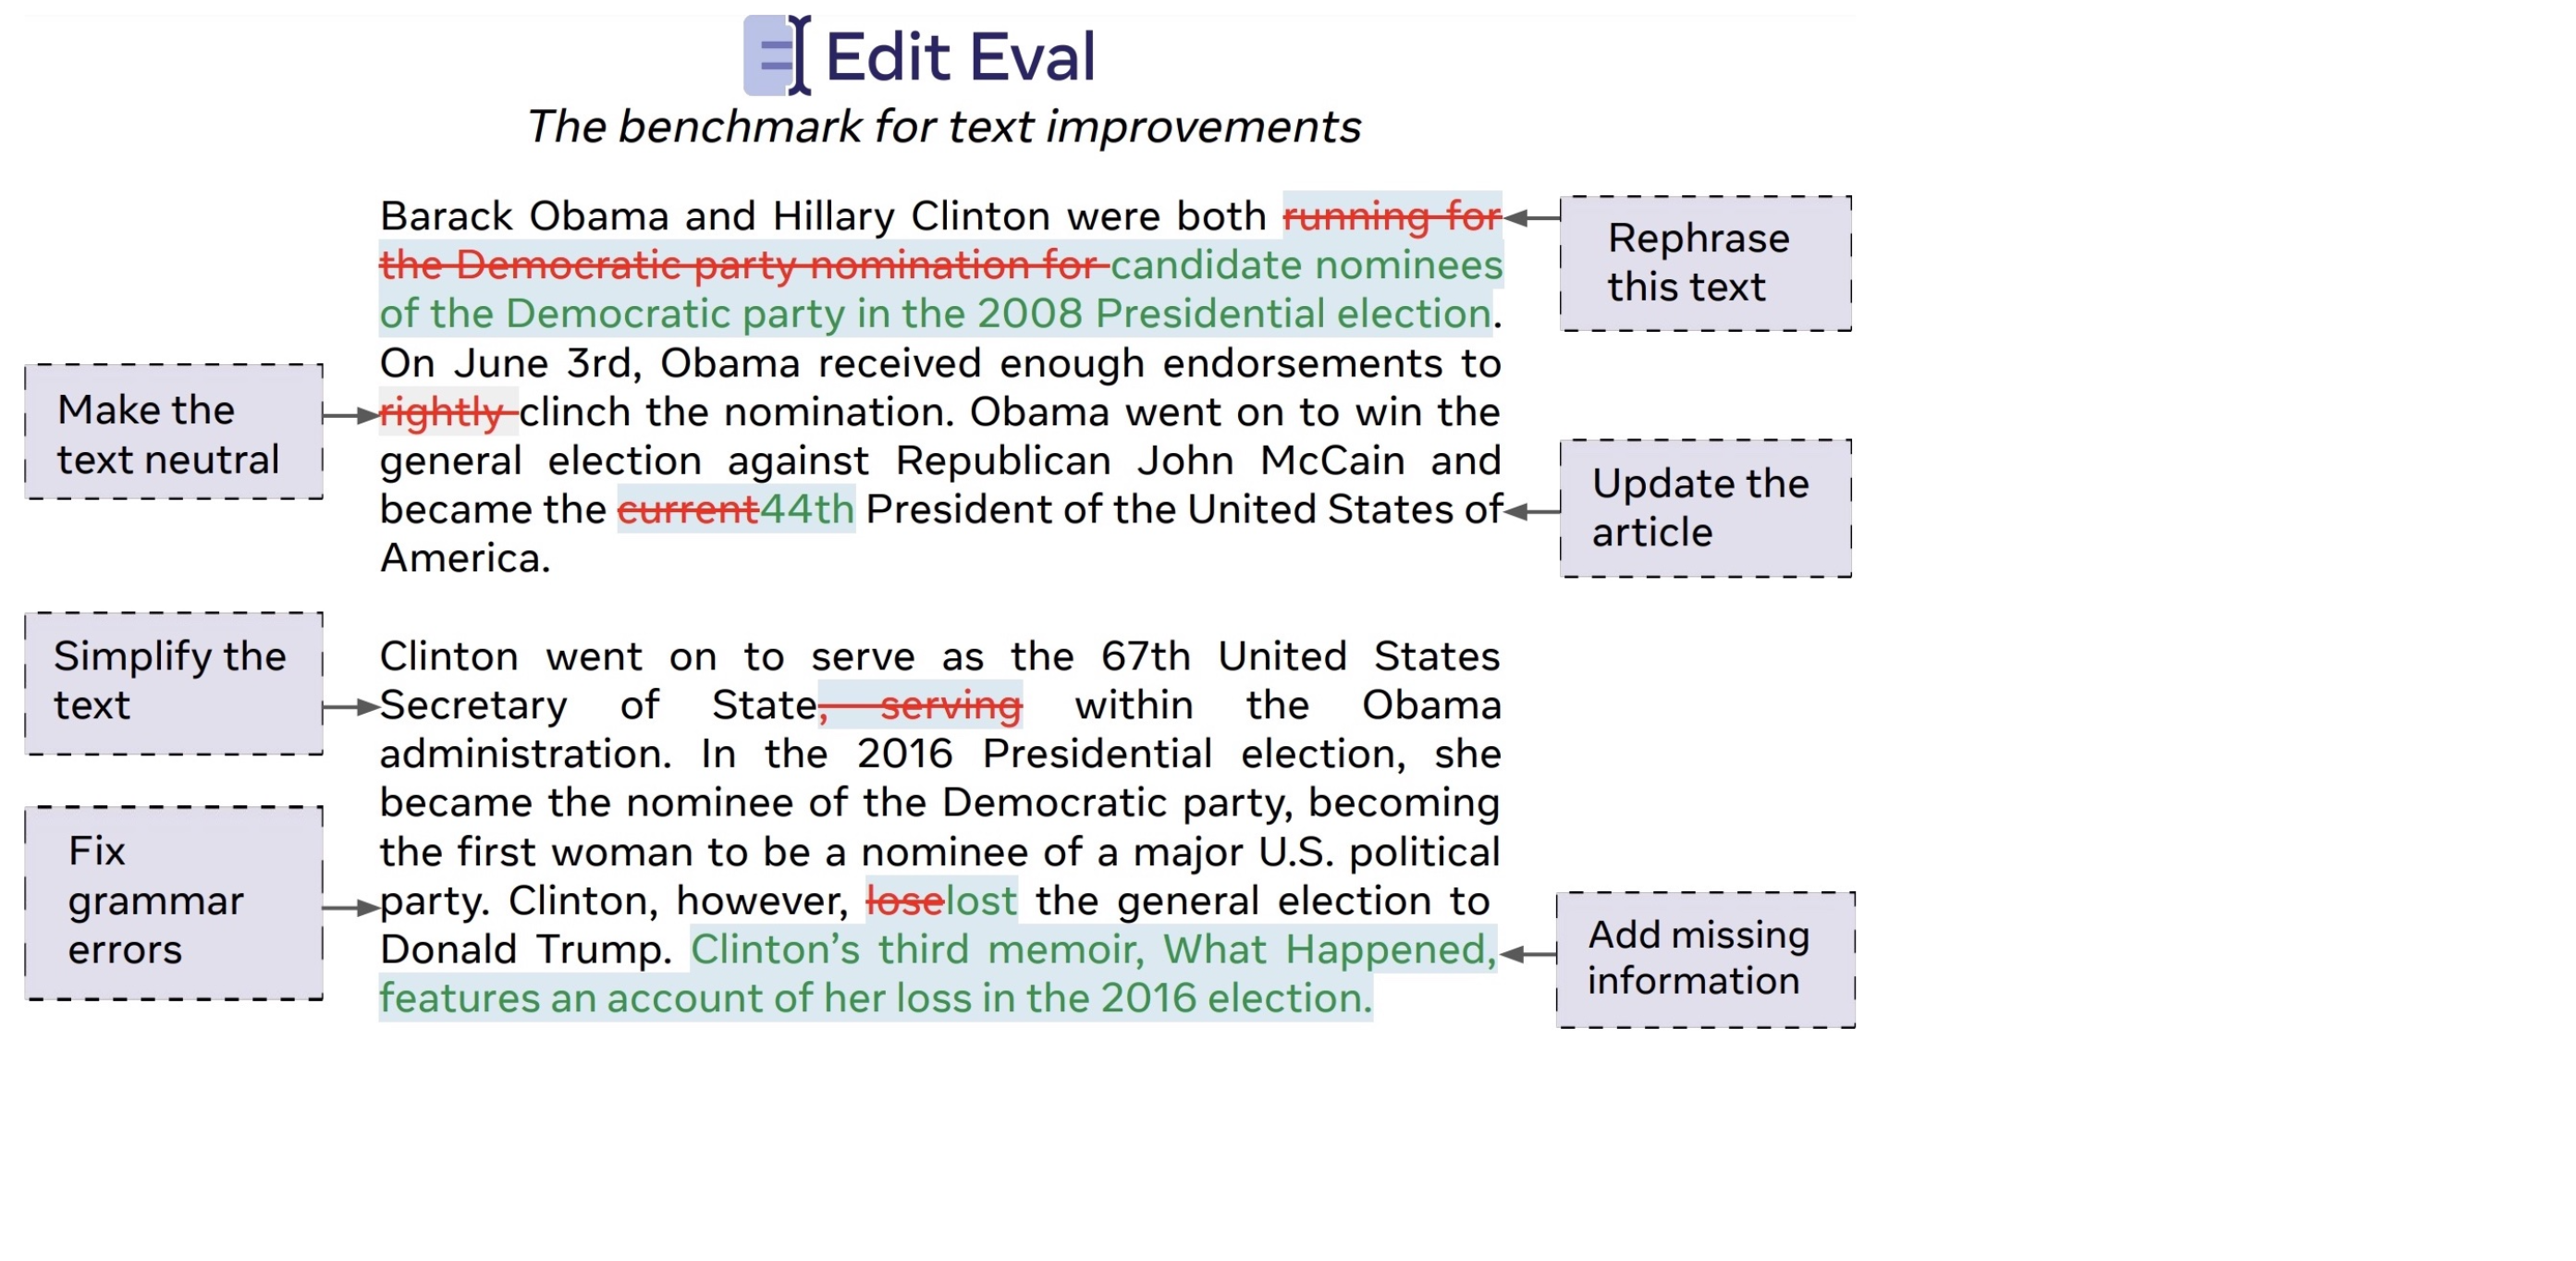 Edit Eval
The benchmark for text improvements
Barack Obama and Hillary Clinton were both running for
the Democratic party nomination for candidate nominees
of the Democratic party in the 2008 Presidential election.
On June 3rd, Obama received enough endorsements to
rightly clinch the nomination. Obama went on to win the
general election against Republican John McCain and
became the current44th President of the United States of
America.
Clinton went on to serve as the 67th United States
Secretary of State, serving within the Obama
administration. In the 2016 Presidential election, she
became the nominee of the Democratic party, becoming
the first woman to be a nominee of a major U.S. political
party. Clinton, however, loselost the general election to
Donald Trump. Clinton’s third memoir, What Happened,
features an account of her loss in the 2016 election.
Make the
text neutral
Simplify the
text
Fix
grammar
errors
Rephrase
this text
Update the
article
Add missing
information